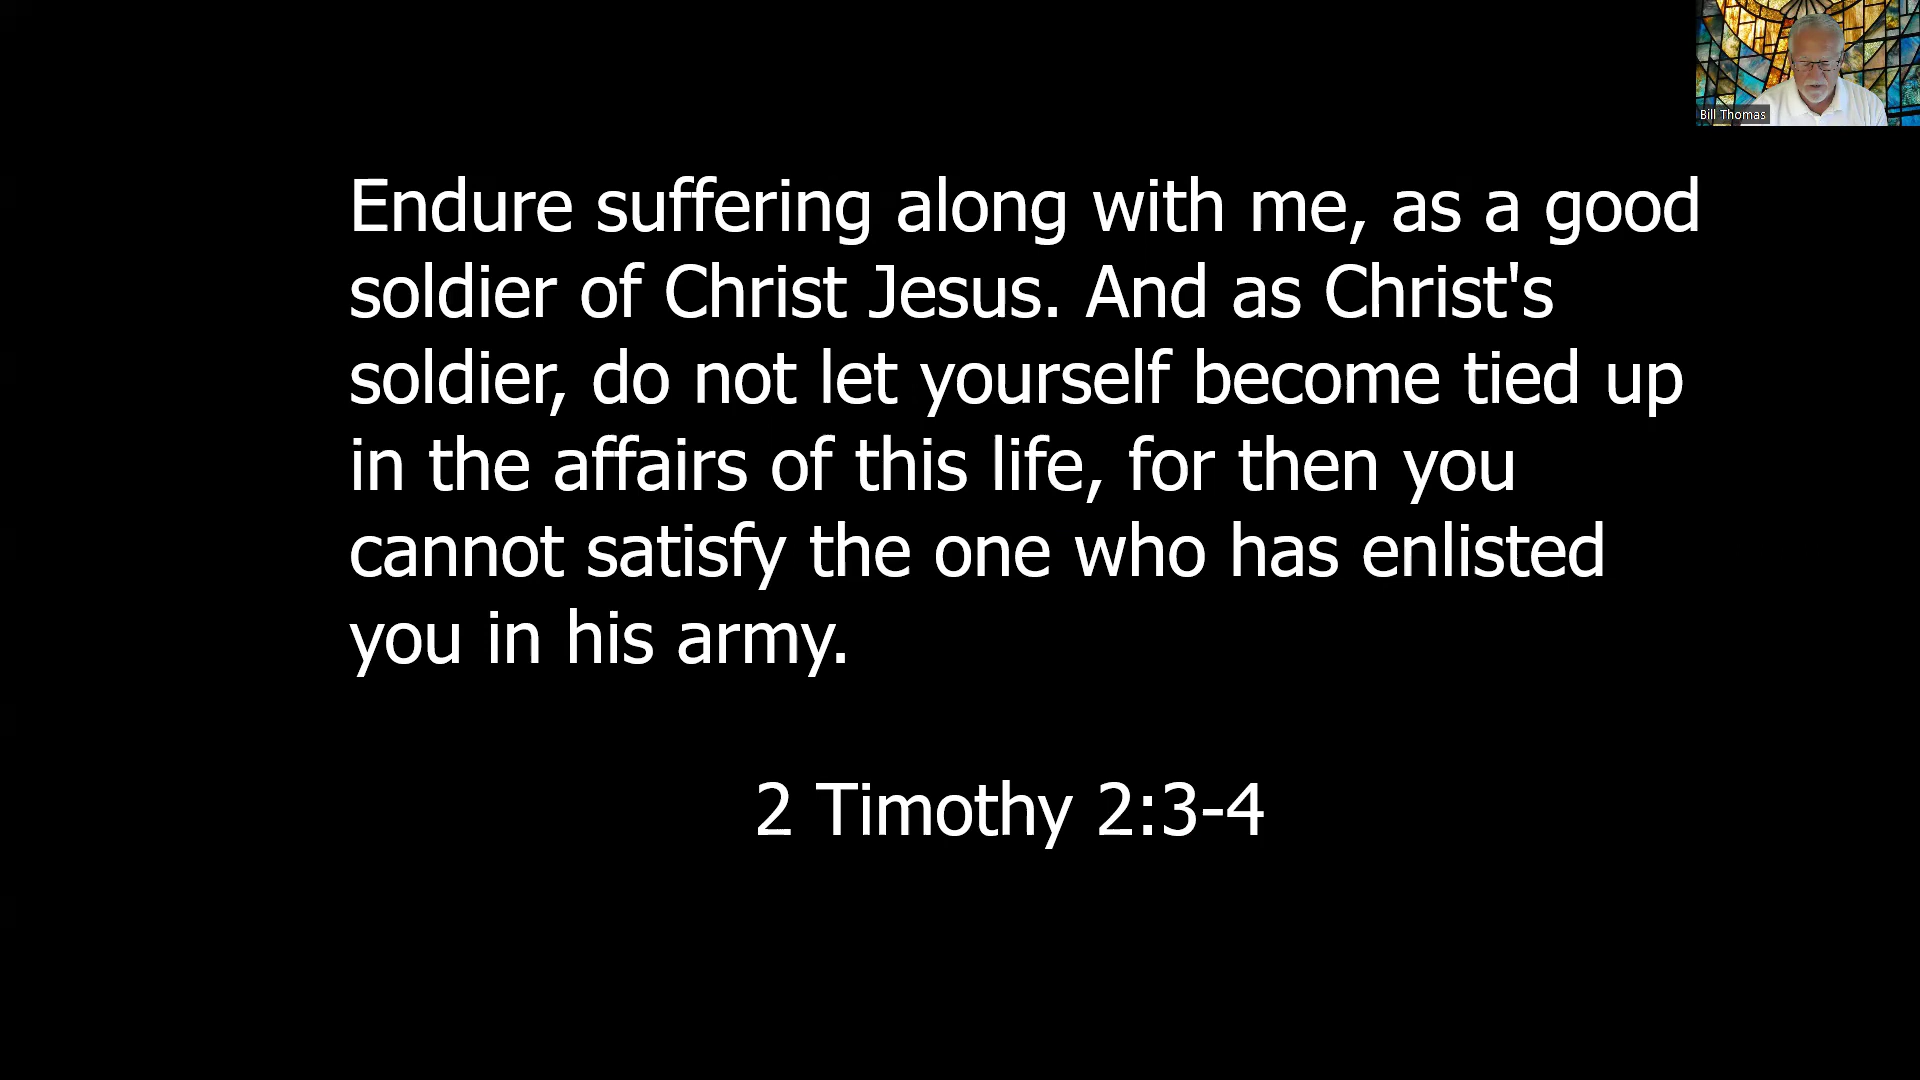 Bill Thomas
Endure suffering along with me, as a good
soldier of Christ Jesus. And as Christ's
soldier, do not let yourself become tied up
in the affairs of this life, for then you
cannot satisfy the one who has enlisted
you in his army.
2 Timothy 2:3-4